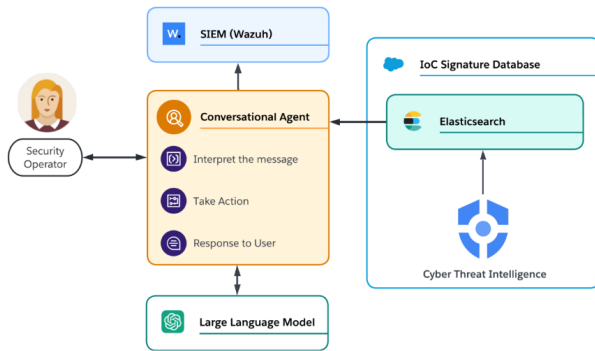 W.
SIEM (Wazuh)
IoC Signature Database
Elasticsearch
Conversational Agent
Interpret the message
Take Action
Response to User
Security
Operator
Cyber Threat Intelligence
Large Language Model